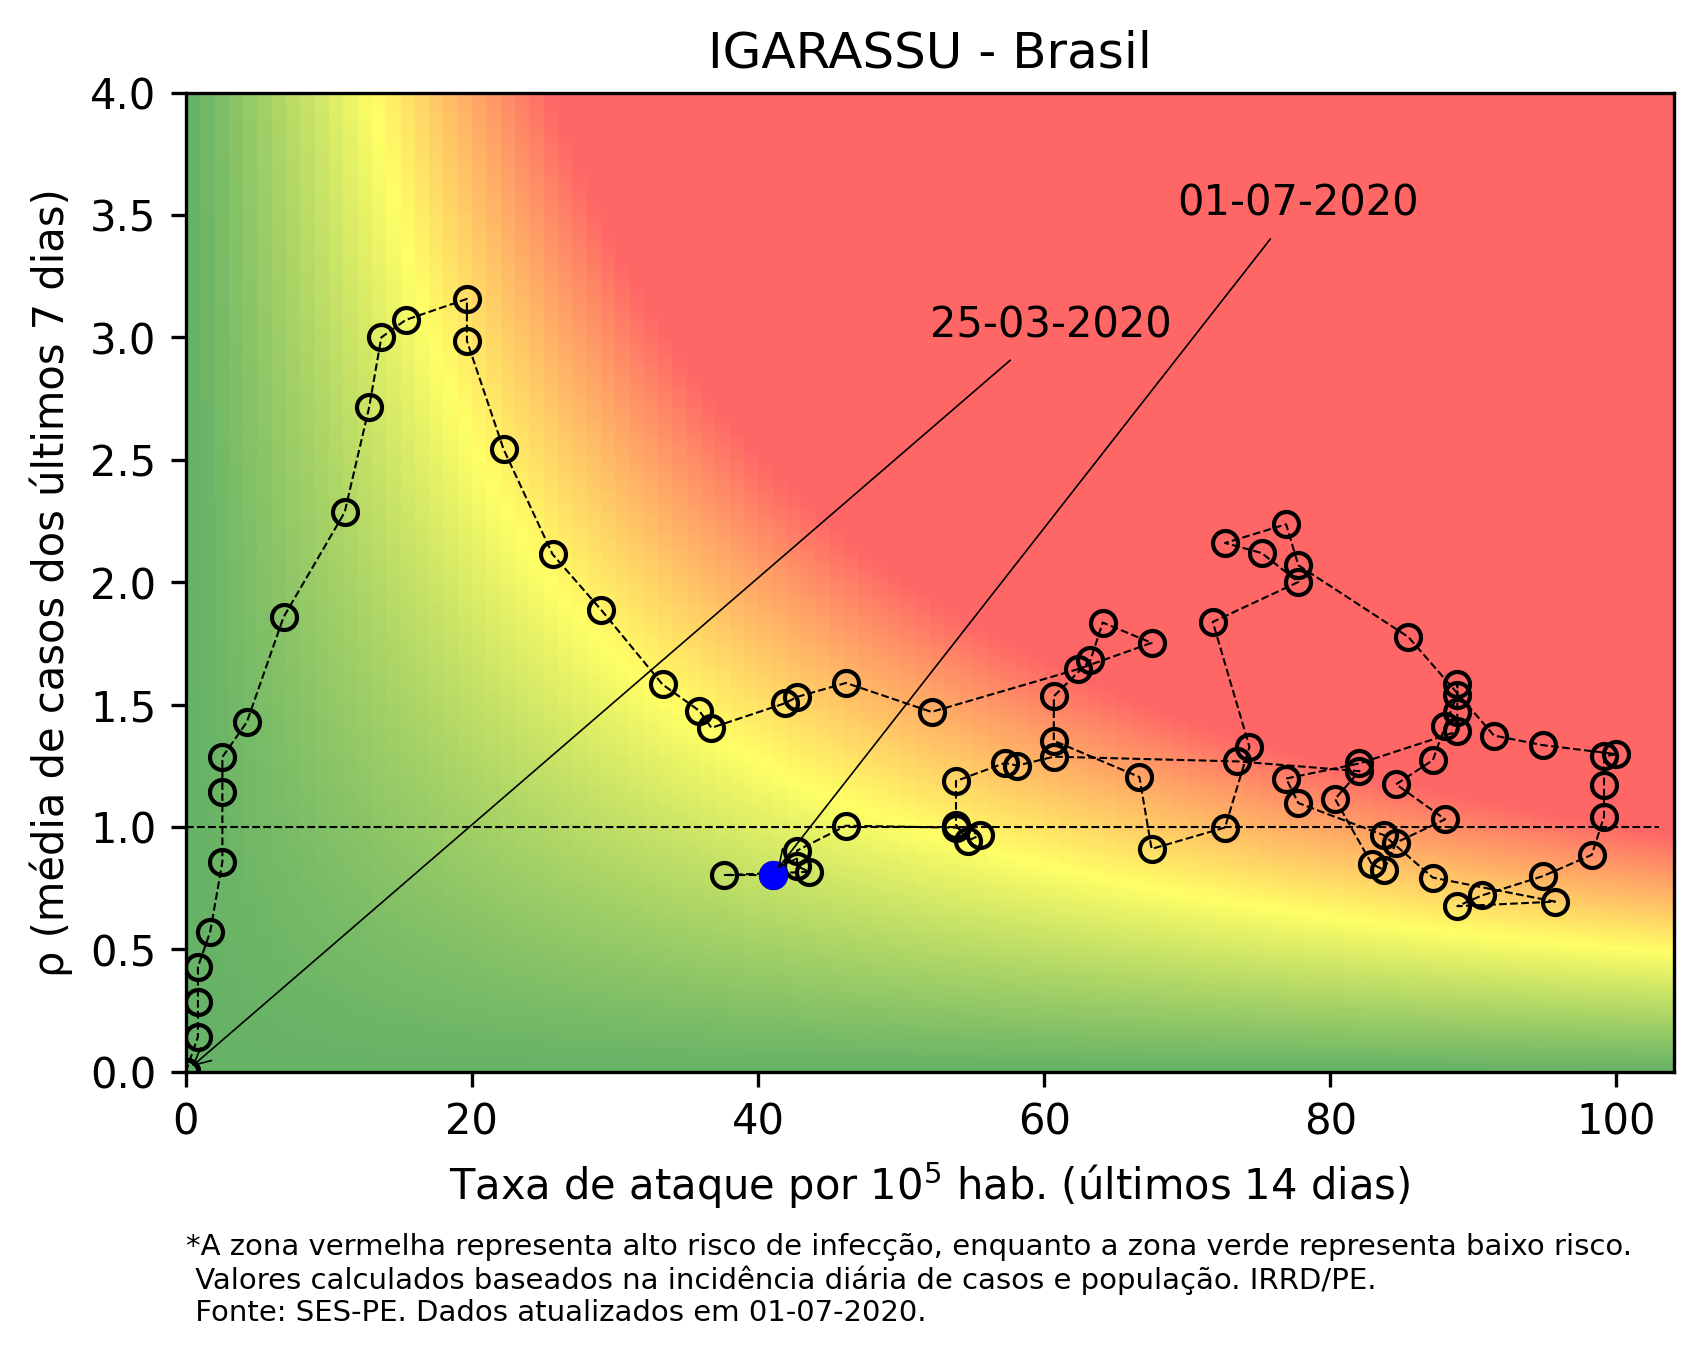 IGARASSU - Brasil
4.0
3.5
3.0
2.5
2.0
1.5
1.0
0.5
0.0
ρ (média de casos dos últimos 7 dias)
01-07-2020
25-03-2020
0 20 40 60 80 100
Taxa de ataque por 10⁵ hab. (últimos 14 dias)
*A zona vermelha representa alto risco de infecção, enquanto a zona verde representa baixo risco.
Valores calculados baseados na incidência diária de casos e população. IRRD/PE.
Fonte: SES-PE. Dados atualizados em 01-07-2020.